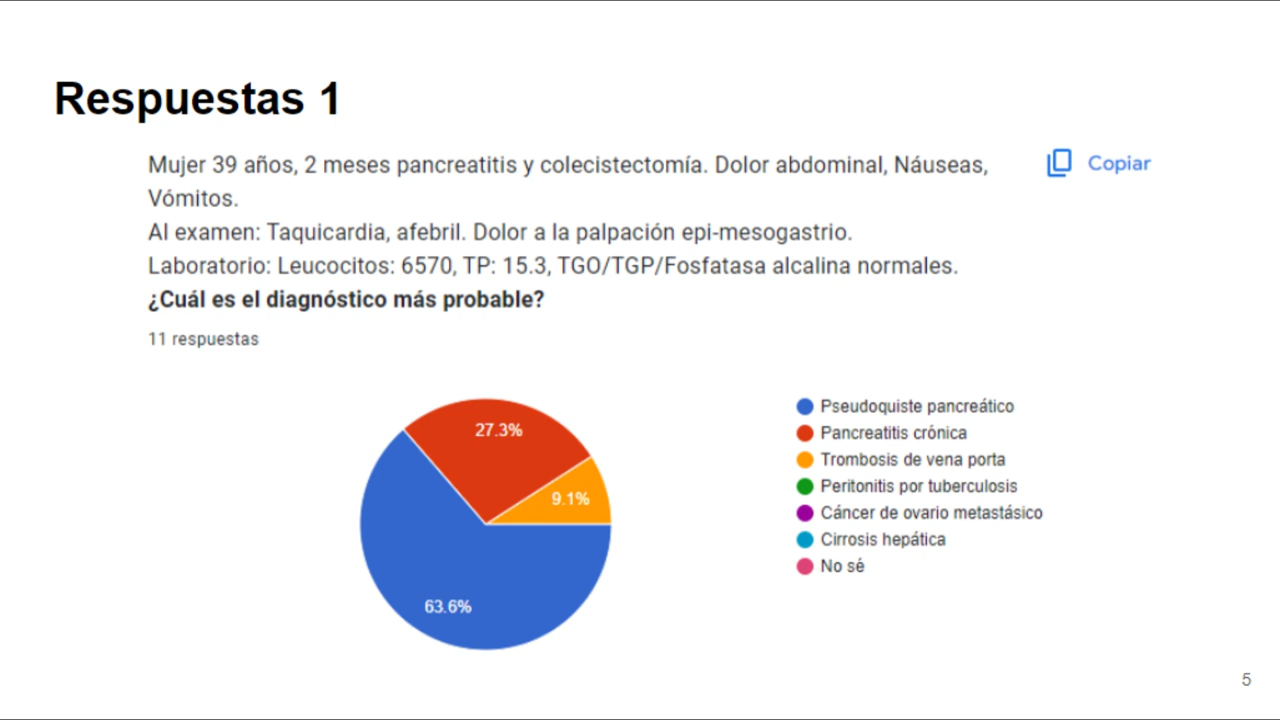 Respuestas 1
Mujer 39 años, 2 meses pancreatitis y colecistectomía. Dolor abdominal, Náuseas,
Vómitos.
Al examen: Taquicardia, afebril. Dolor a la palpación epi-mesogastrio.
Laboratorio: Leucocitos: 6570, TP: 15.3, TGO/TGP/Fosfatasa alcalina normales.
¿Cuál es el diagnóstico más probable?
11 respuestas
Copiar
27.3%
9.1%
63.6%
Pseudoquiste pancreático
Pancreatitis crónica
Trombosis de vena porta
Peritonitis por tuberculosis
Cáncer de ovario metastásico
Cirrosis hepática
No sé
5